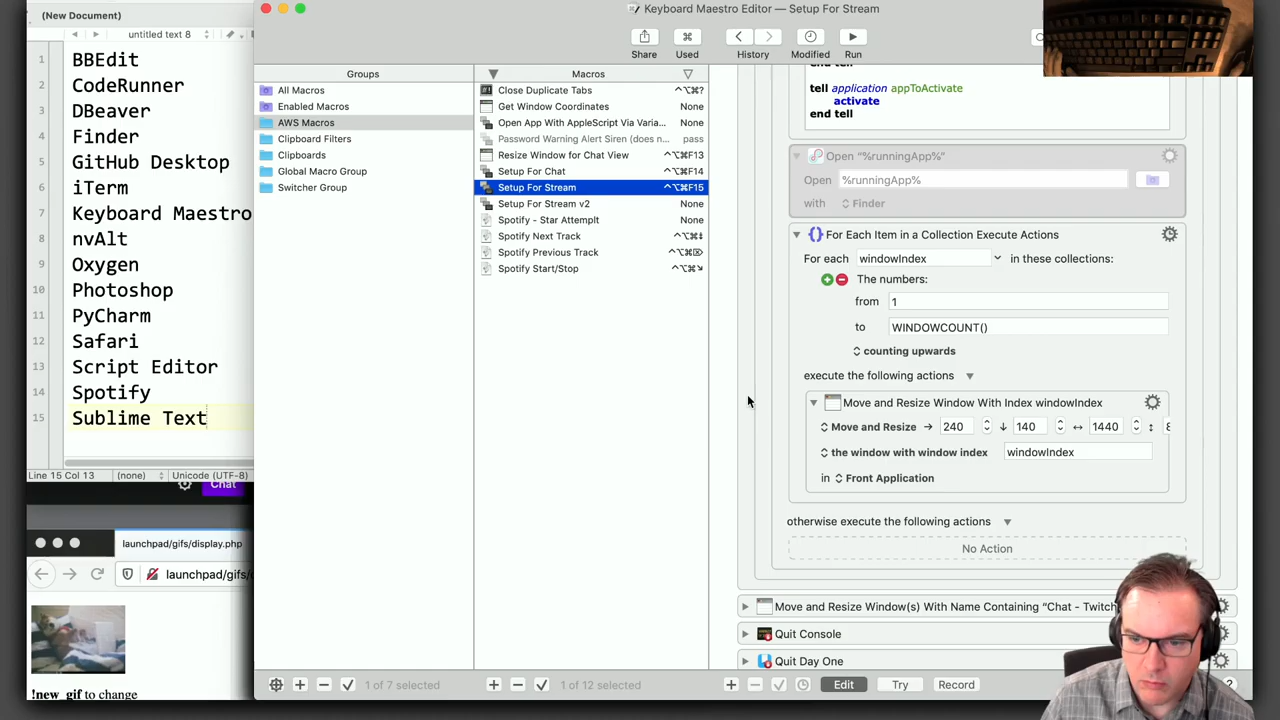 (New Document)
untitled text 8
1 BBEdit
2 CodeRunner
3 DBeaver
4 Finder
5 GitHub Desktop
6 iTerm
7 Keyboard Maestro
8 nvAlt
9 Oxygen
10 Photoshop
11 PyCharm
12 Safari
13 Script Editor
14 Spotify
15 Sublime Text
Line 15 Col 13 (none) Unicode (UTF-8)
Chat
launchpad/gifs/display.php
launchpad/gifs/
!new_gif to change
Keyboard Maestro Editor — Setup For Stream
Share Used History Modified Run
Groups
All Macros
Enabled Macros
AWS Macros
Clipboard Filters
Clipboards
Global Macro Group
Switcher Group
Macros
Close Duplicate Tabs ^⌥⌘?
Get Window Coordinates None
Open App With AppleScript Via Varia... None
Password Warning Alert Siren (does n... pass
Resize Window for Chat View ^⌥⌘F13
Setup For Chat ^⌥⌘F14
Setup For Stream ^⌥⌘F15
Setup For Stream v2 None
Spotify - Star AttempIt None
Spotify Next Track ^⌥⌘⇟
Spotify Previous Track ^⌥⌘⌦
Spotify Start/Stop ^⌥⌘↘
end tell
tell application appToActivate
activate
end tell
Open “%runningApp%”
Open %runningApp%
with Finder
{} For Each Item in a Collection Execute Actions
For each windowIndex in these collections:
The numbers:
from 1
to WINDOWCOUNT()
counting upwards
execute the following actions
Move and Resize Window With Index windowIndex
Move and Resize → 240 ↓ 140 ↔ 1440 ↕ 8
the window with window index windowIndex
in Front Application
otherwise execute the following actions
No Action
Move and Resize Window(s) With Name Containing “Chat - Twitch
Quit Console
Quit Day One
1 of 7 selected
1 of 12 selected
Edit Try Record ?